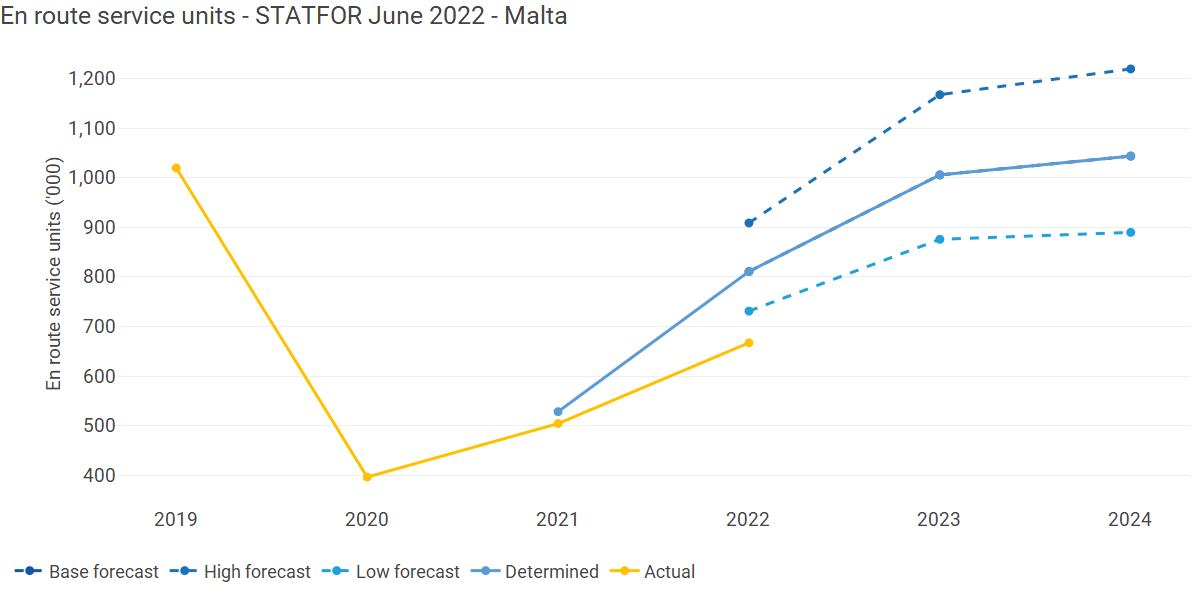 En route service units - STATFOR June 2022 - Malta
En route service units ('000)
1,200
1,100
1,000
900
800
700
600
500
400
2019 2020 2021 2022 2023 2024
Base forecast High forecast Low forecast Determined Actual